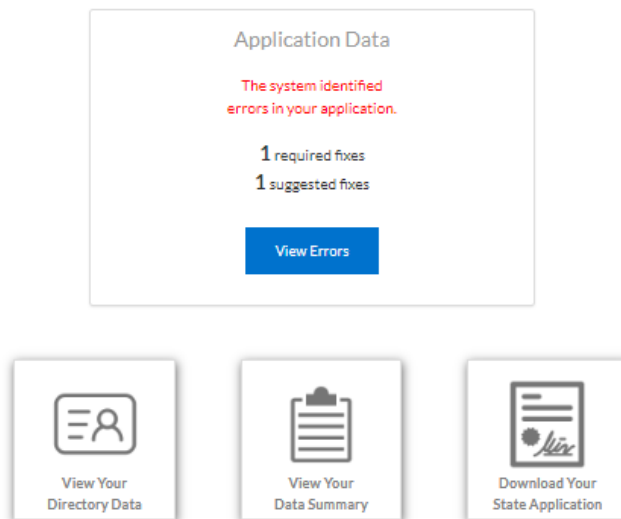 Application Data
The system identified
errors in your application.
1 required fixes
1 suggested fixes
View Errors
View Your
Directory Data
View Your
Data Summary
Download Your
State Application